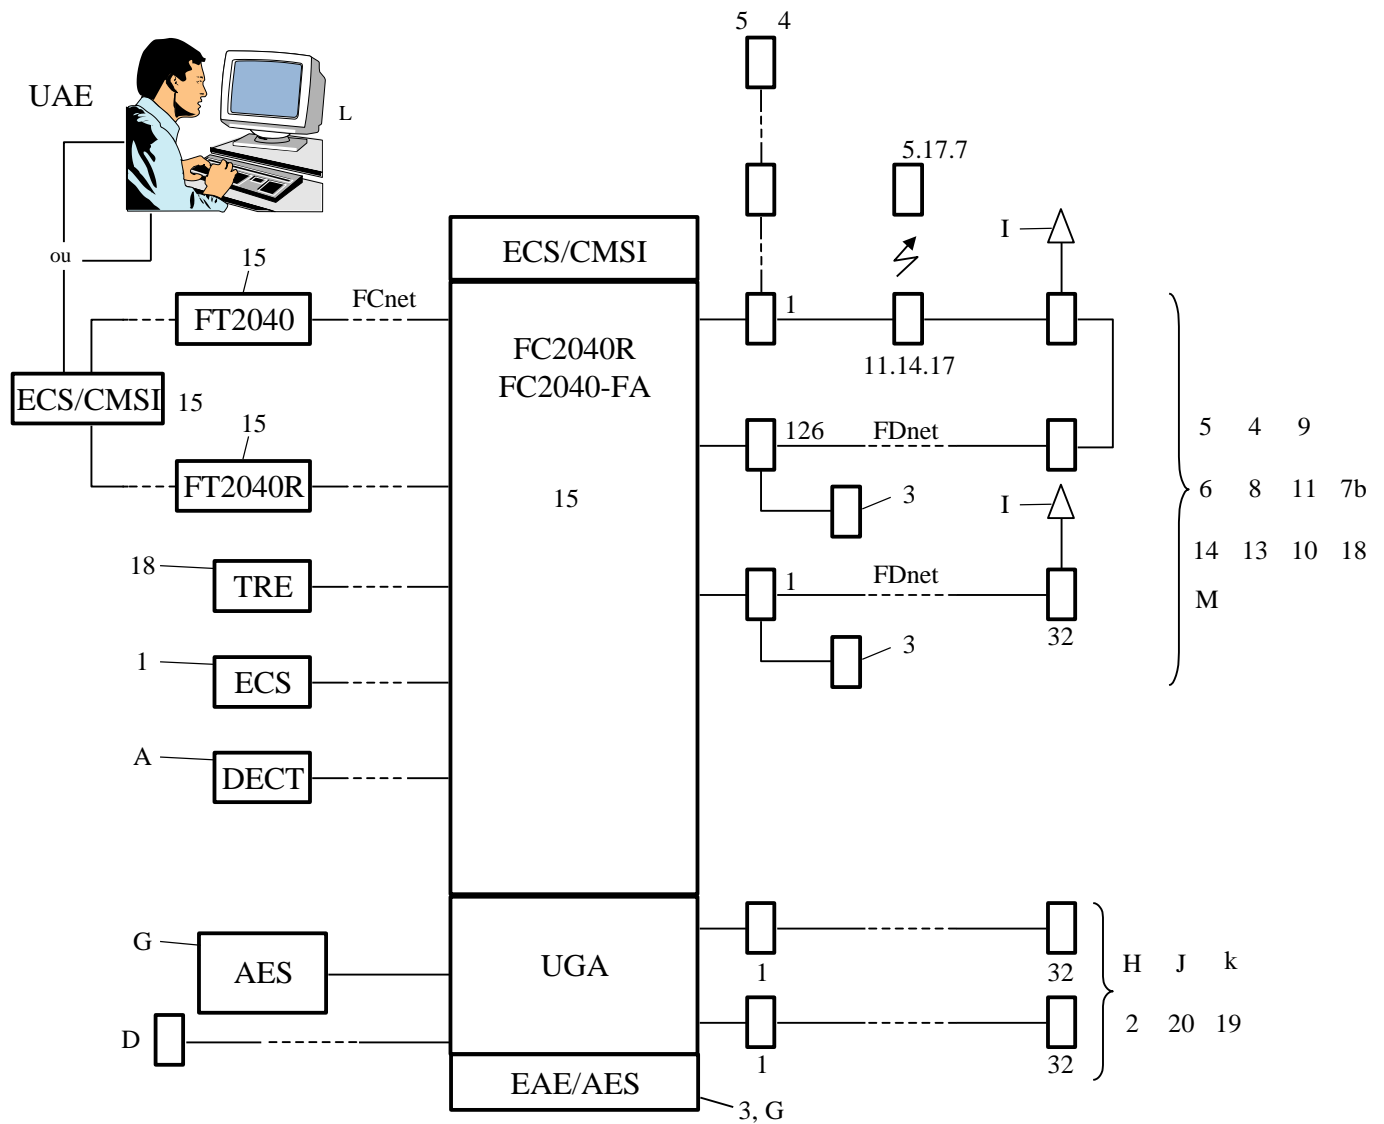 5 4
UAE
L
5.17.7
I
ECS/CMSI
ou
15
FT2040
FCnet
1
11.14.17
FC2040R
FC2040-FA
15
ECS/CMSI
15
15
FT2040R
126
FDnet
3
I
5 4 9
6 8 11 7b
14 13 10 18
M
18
TRE
1
FDnet
32
3
1
ECS
A
DECT
G
AES
UGA
1
32
H J k
2 20 19
D
1
32
EAE/AES
3, G